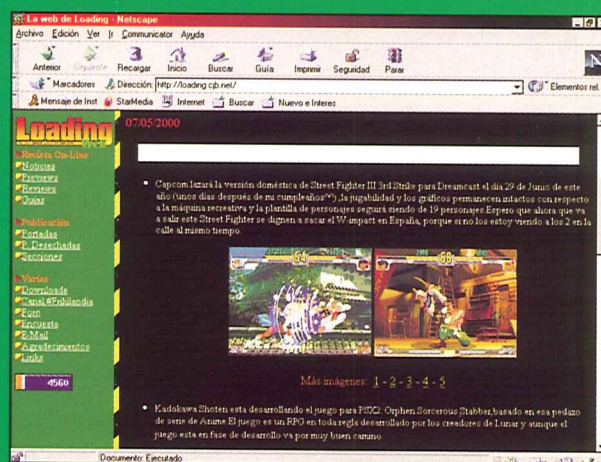 La web de Loading - Netscape
Archivo Edición Ver Ir Communicator Ayuda
Anterior Siguiente Recargar Inicio Buscar Guía Imprimir Seguridad Parar
Marcadores Dirección: http://loading.cjb.net/ Elementos rel.
Mensaje de Inst StarMedia Internet Buscar Nuevo e Interes
Loading
07/05/2000
Revista On-Line
Noticias
Previews
Reviews
Guias
Publicación
Portadas
P. Desechadas
Secciones
Varios
Downloads
Canal #Frikilandia
Foro
Encuesta
E-Mail
Agradecimientos
Links
4560
Capcom lazará la versión doméstica de Street Fighter III 3rd Strike para Dreamcast el día 29 de Junio de este
año (unos días después de mi cumpleaños^^), la jugabilidad y los gráficos permanecen intactos con respecto
a la máquina recreativa y la plantilla de personajes seguirá siendo de 19 personajes.Espero que ahora que va
a salir este Street Fighter se dignen a sacar el W-impact en España, porque si no los estoy viendo a los 2 en la
calle al mismo tiempo.
54
68
Más imágenes: 1 - 2 - 3 - 4 - 5
Kadokawa Shoten esta desarrollando el juego para PSX2: Orphen Sorcerous Stabber,basado en esa pedazo
de serie de Anime.El juego es un RPG en toda regla desarrollado por los creadores de Lunar y aunque el
juego esta en fase de desarrollo va por muy buen camino
Documento: Ejecutado